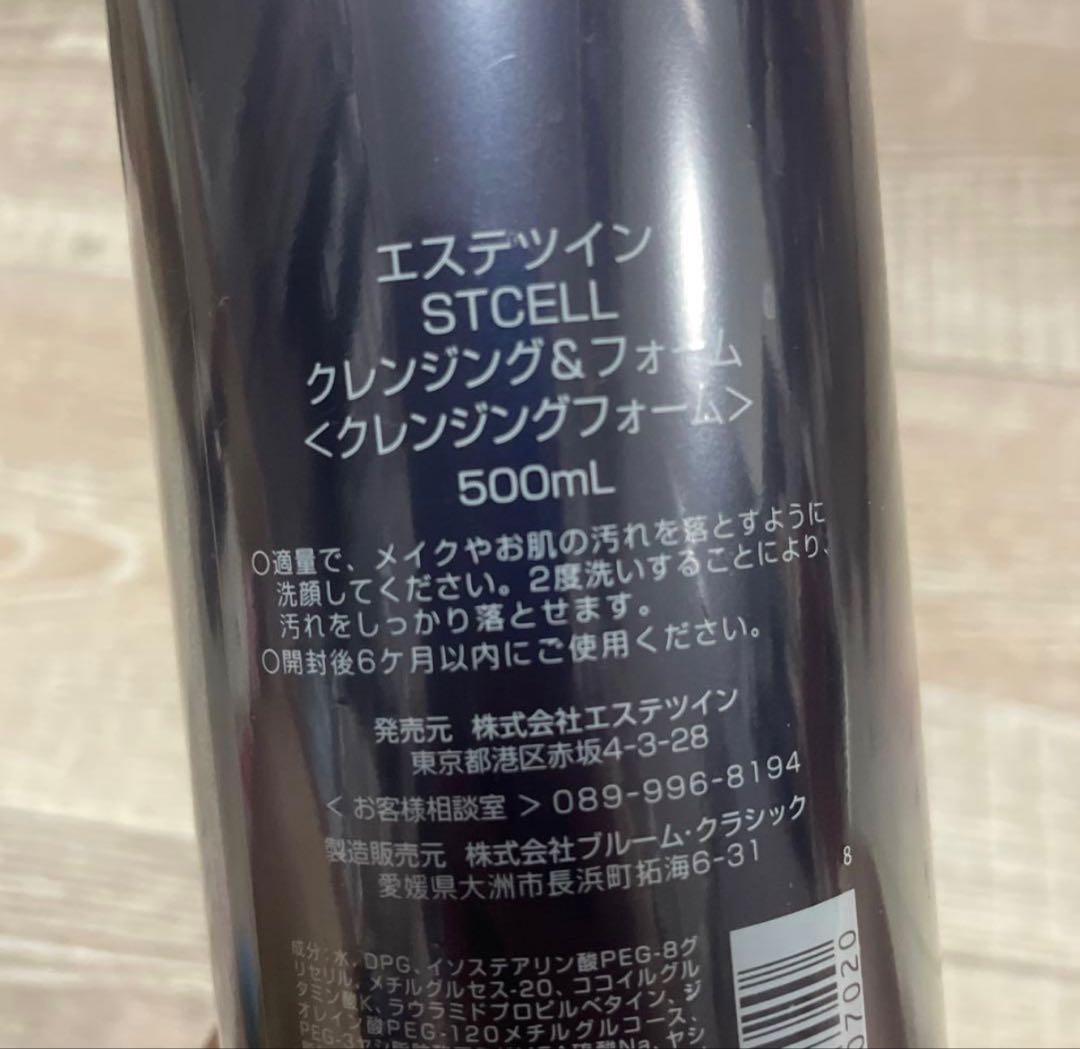 エステツイン
STCELL
クレンジング&フォーム
<クレンジングフォーム>
500mL
○適量で、メイクやお肌の汚れを落とすように
洗顔してください。2度洗いすることにより、
汚れをしっかり落とせます。
○開封後6ケ月以内にご使用ください。
発売元 株式会社エステツイン
東京都港区赤坂4-3-28
<お客様相談室>089-996-8194
製造販売元 株式会社ブルーム・クラシック
愛媛県大洲市長浜町拓海6-31
8
成分:水、DPG、イソステアリン酸PEG-8グ
リセリル、メチルグルセス-20、ココイルグル
タミン酸K、ラウラミドプロピルベタイン、ジ
オレイン酸PEG-120メチルグルコース、
PEG-3ヤシ
硫酸Na、ヤシ
07020